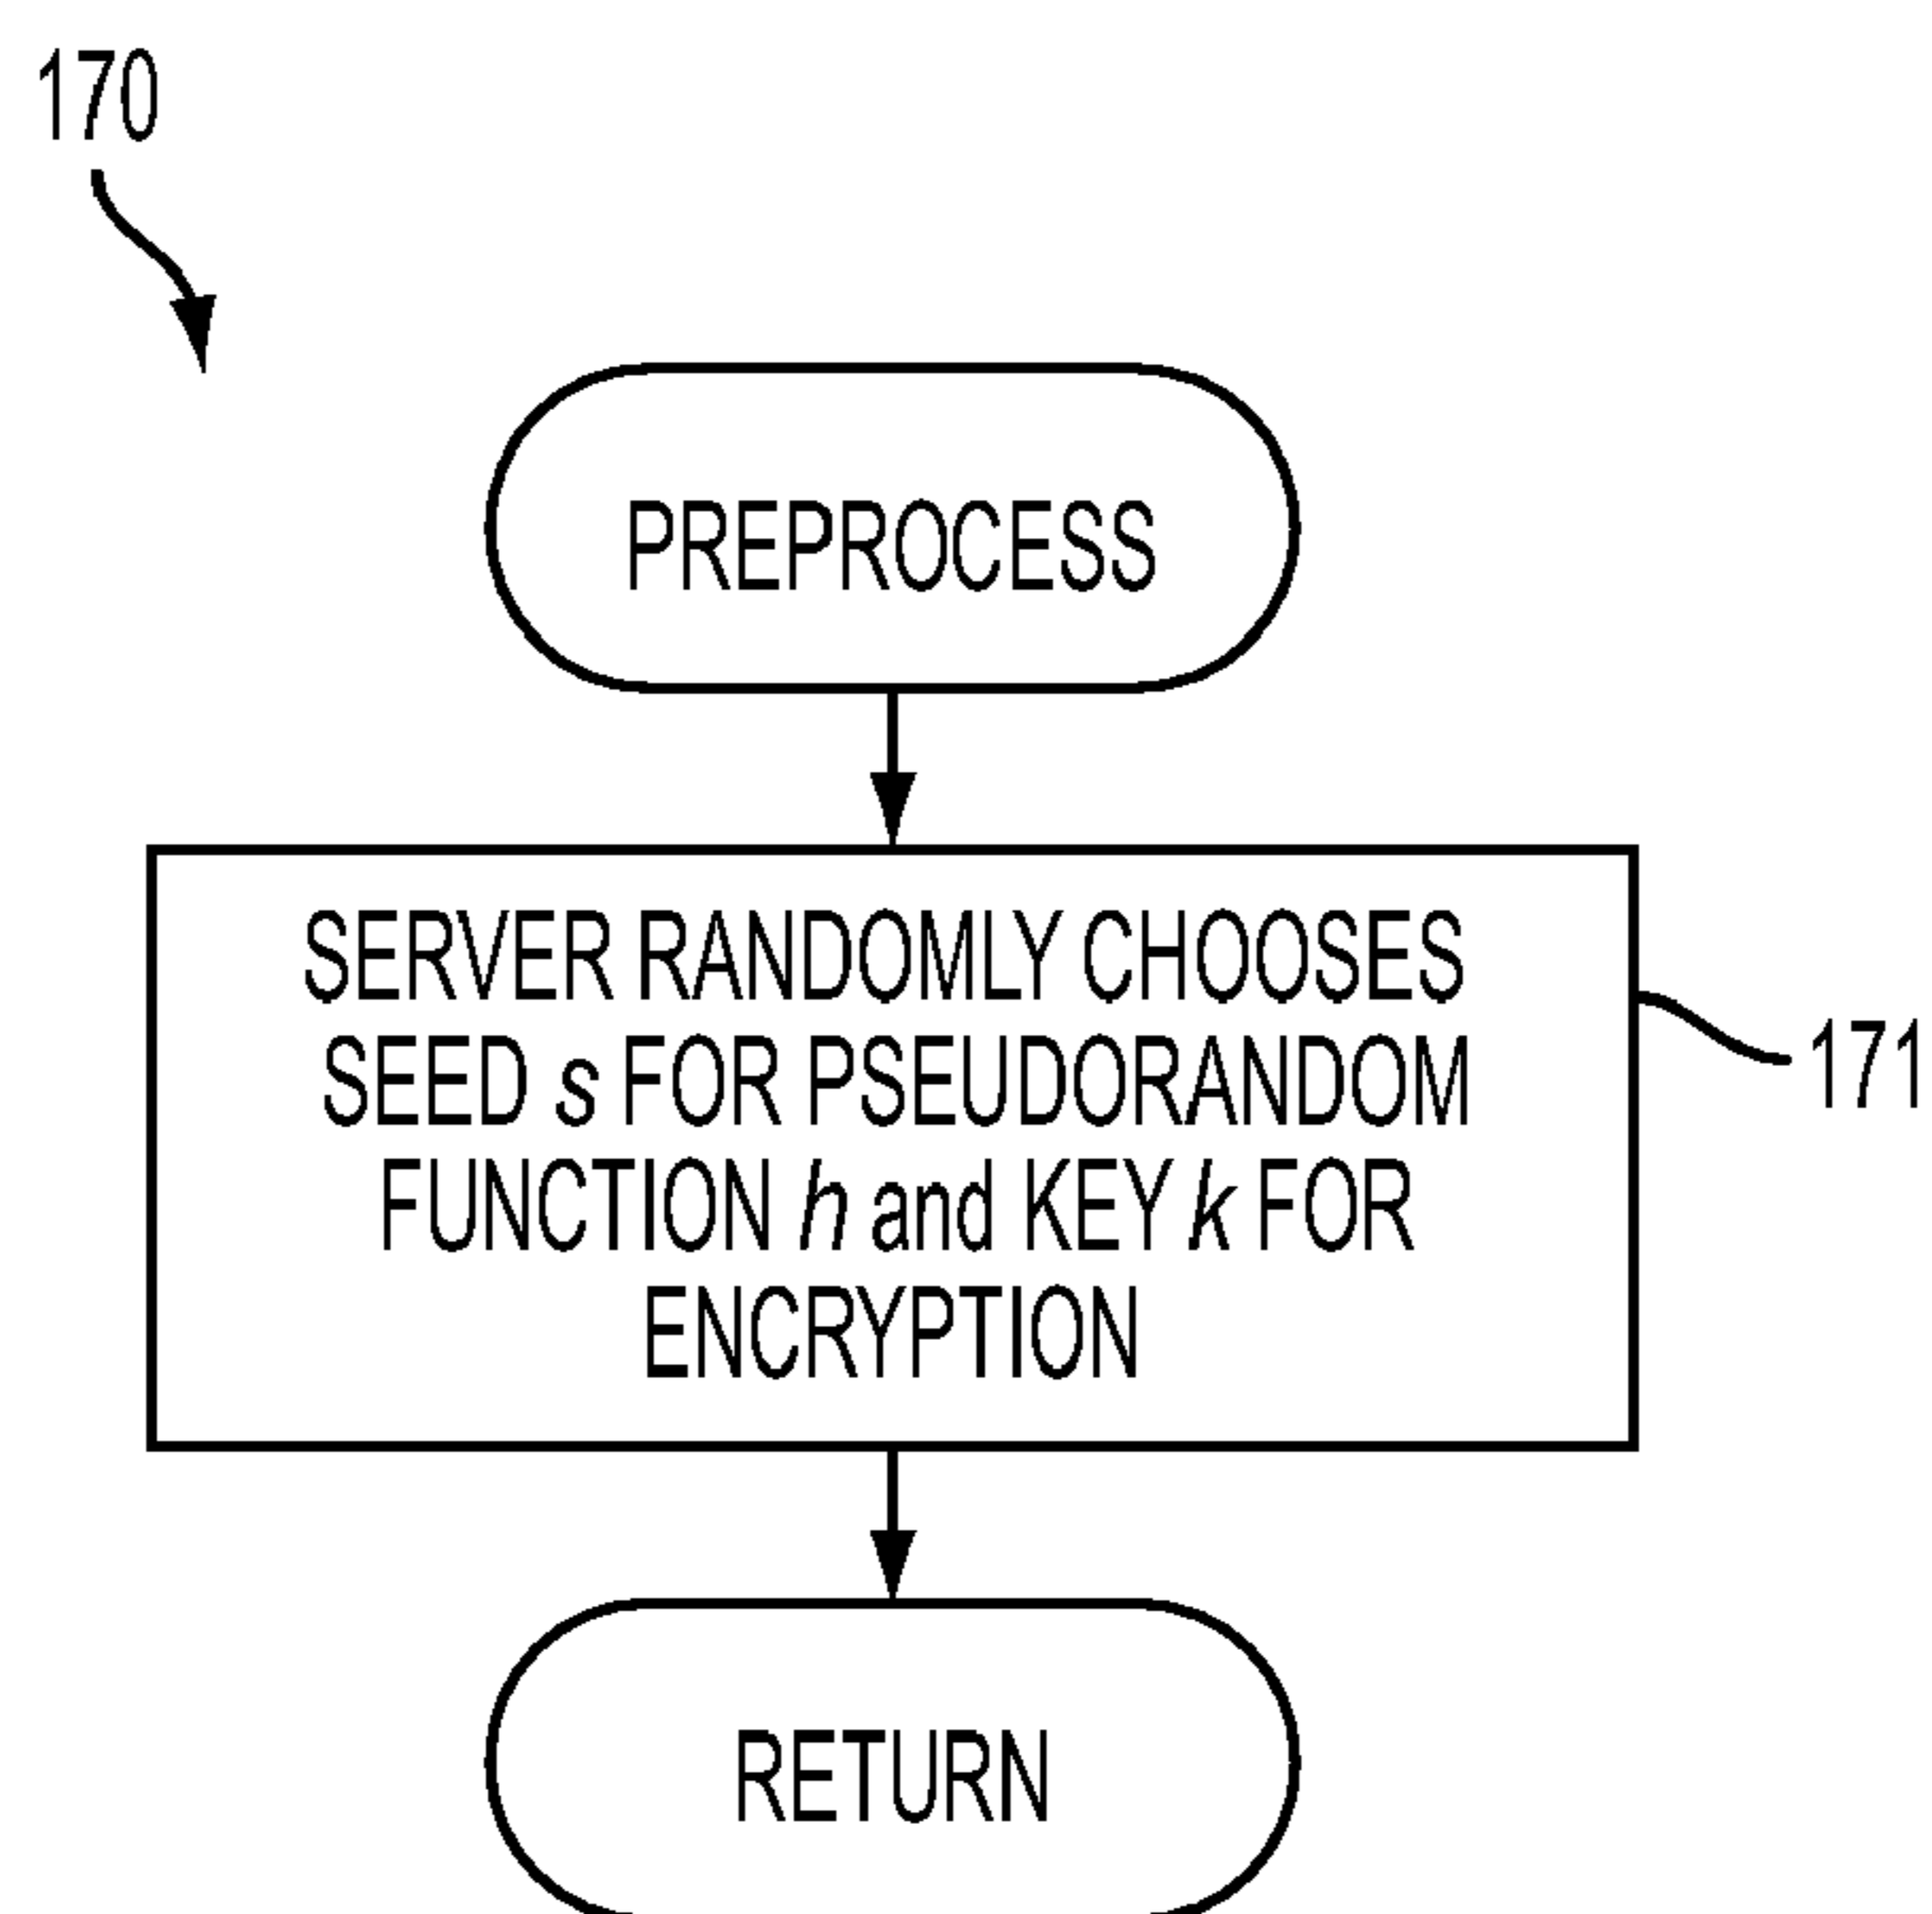 170
PREPROCESS
SERVER RANDOMLY CHOOSES
SEED s FOR PSEUDORANDOM
FUNCTION h and KEY k FOR
ENCRYPTION
171
RETURN